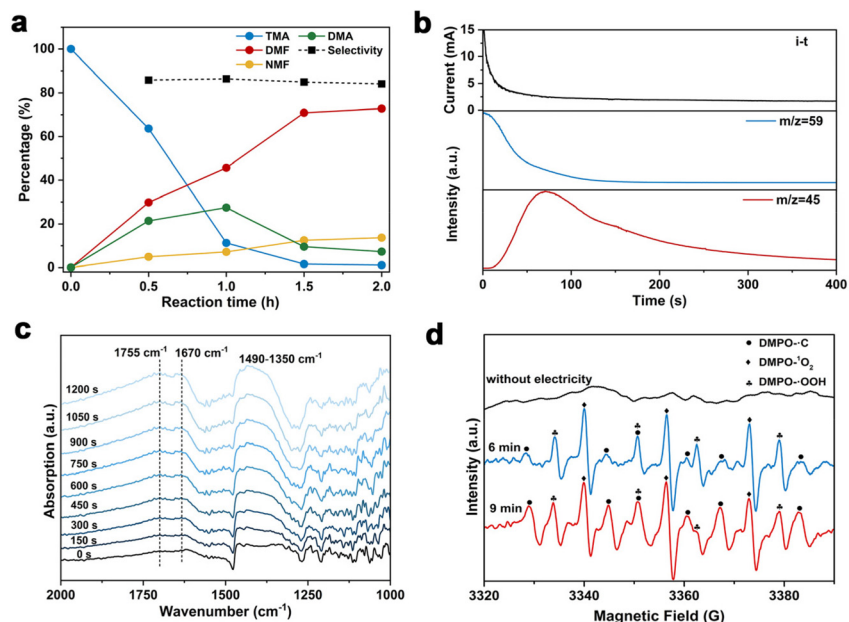 a
TMA
DMA
DMF
Selectivity
NMF
100
80
60
40
20
0
Percentage (%)
0.0
0.5
1.0
1.5
2.0
Reaction time (h)
b
15
10
5
0
Current (mA)
i-t
m/z=59
m/z=45
Intensity (a.u.)
0
100
200
300
400
Time (s)
c
1755 cm⁻¹
1670 cm⁻¹
1490-1350 cm⁻¹
1200 s
1050 s
900 s
750 s
600 s
450 s
300 s
150 s
0 s
Absorption (a.u.)
2000
1750
1500
1250
1000
Wavenumber (cm⁻¹)
d
● DMPO-·C
♦ DMPO-¹O₂
♣ DMPO-·OOH
without electricity
6 min
9 min
Intensity (a.u.)
3320
3340
3360
3380
Magnetic Field (G)